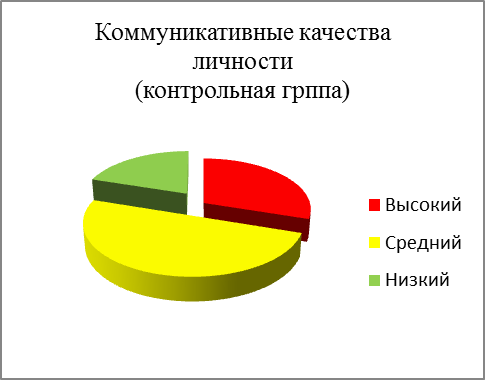 Коммуникативные качества
личности
(контрольная грппа)
Высокий
Средний
Низкий